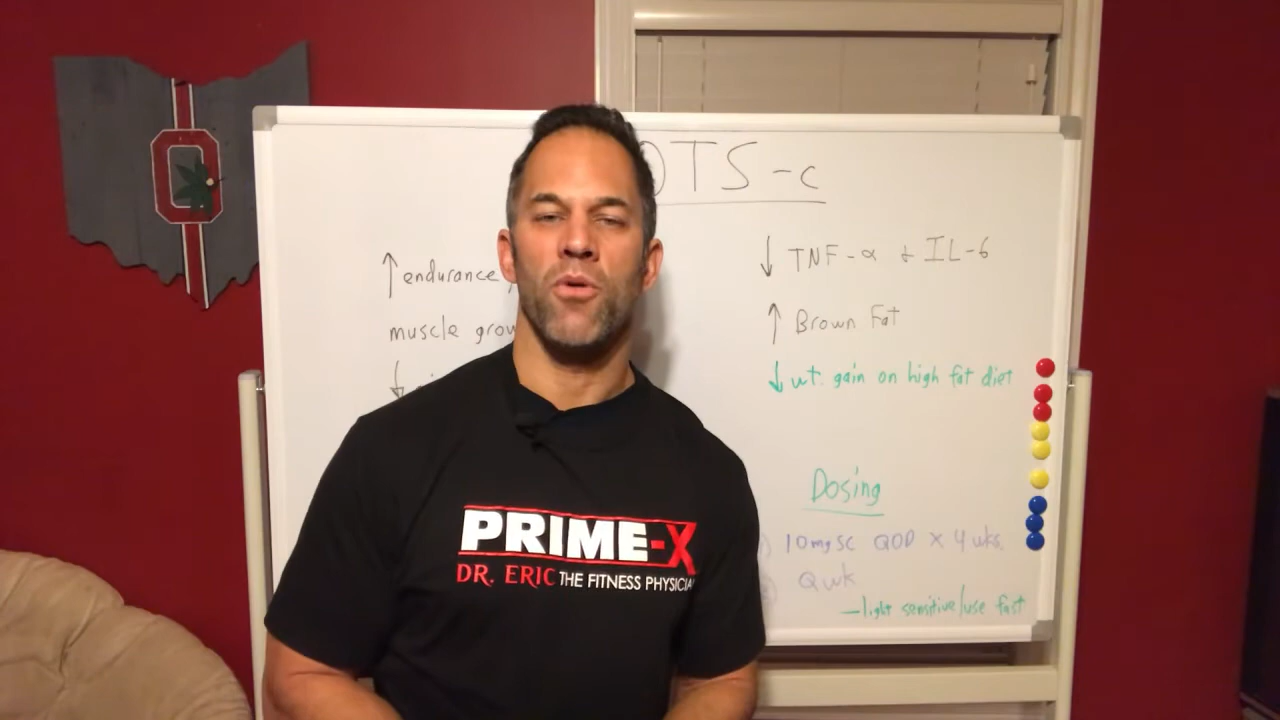 OTS-c
↑ endurance
muscle grow
↓
↓ TNF-α + IL-6
↑ Brown Fat
↓ wt. gain on high fat diet
Dosing
10mg SC QOD X 4 wks.
Qwk
- light sensitive/use fast
O
PRIME-X
DR. ERIC THE FITNESS PHYSICIA